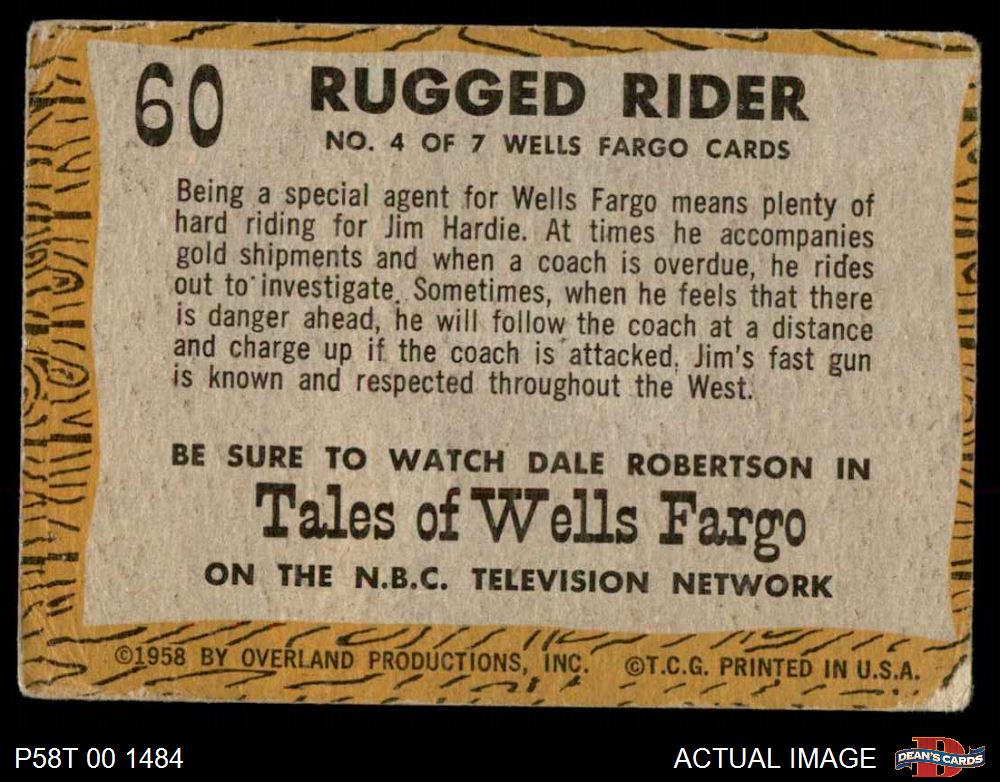 60
RUGGED RIDER
NO. 4 OF 7 WELLS FARGO CARDS
Being a special agent for Wells Fargo means plenty of
hard riding for Jim Hardie. At times he accompanies
gold shipments and when a coach is overdue, he rides
out to investigate. Sometimes, when he feels that there
is danger ahead, he will follow the coach at a distance
and charge up if the coach is attacked. Jim's fast gun
is known and respected throughout the West.
BE SURE TO WATCH DALE ROBERTSON IN
Tales of Wells Fargo
ON THE N.B.C. TELEVISION NETWORK
©1958 BY OVERLAND PRODUCTIONS, INC. ©T.C.G. PRINTED IN U.S.A.
P58T 00 1484
ACTUAL IMAGE
D
DEAN'S CARDS